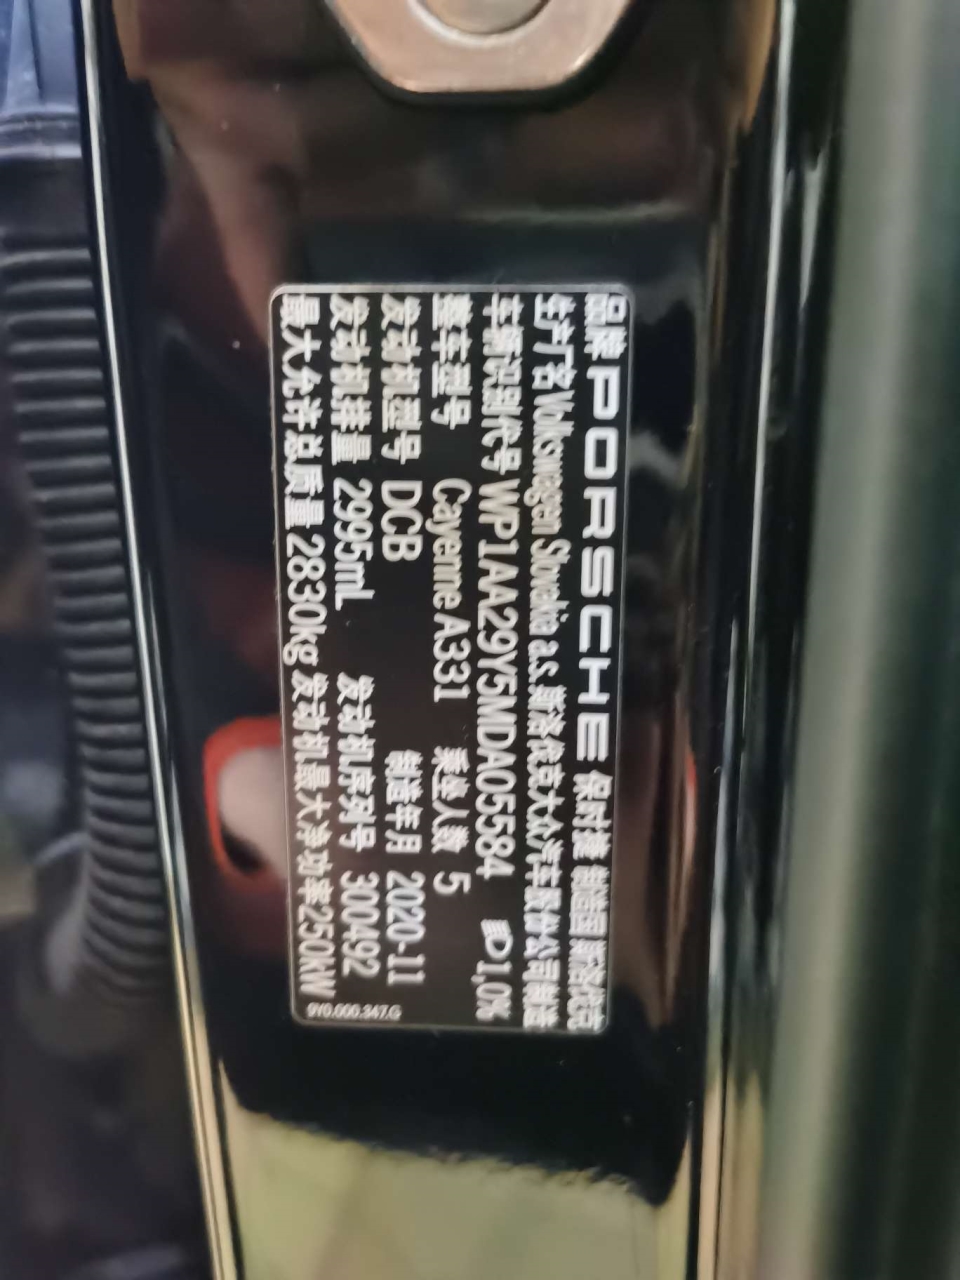 品牌 PORSCHE 保时捷 制造国 斯洛伐克
生产厂名 Volkswagen Slovakia a.s. 斯洛伐克大众汽车股份公司制造
车辆识别代号 WP1AA29Y5MDA05584 1,0%
整车型号 Cayenne A331 乘坐人数 5
发动机型号 DCB 制造年月 2020-11
发动机排量 2995mL 发动机序列号 300492
最大允许总质量 2830kg 发动机最大净功率250kW
9Y0.000.347.G